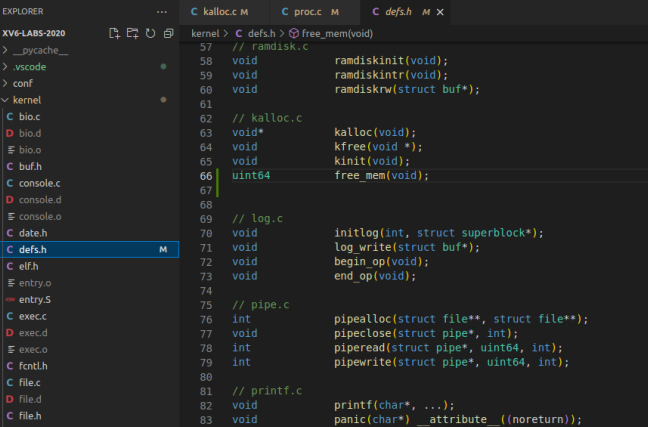 EXPLORER
XV6-LABS-2020
> __pycache__
> .vscode
> conf
kernel
C bio.c
D bio.d
bio.o
C buf.h
C console.c
D console.d
console.o
C date.h
C defs.h M
C elf.h
entry.o
entry.S
C exec.c
D exec.d
exec.o
C fcntl.h
C file.c
D file.d
C file.h
C kalloc.c M
C proc.c M
C defs.h M ×
kernel > C defs.h > free_mem(void)
57 // ramdisk.c
58 void ramdiskinit(void);
59 void ramdiskintr(void);
60 void ramdiskrw(struct buf*);
61
62 // kalloc.c
63 void* kalloc(void);
64 void kfree(void *);
65 void kinit(void);
66 uint64 free_mem(void);
67
68
69 // log.c
70 void initlog(int, struct superblock*);
71 void log_write(struct buf*);
72 void begin_op(void);
73 void end_op(void);
74
75 // pipe.c
76 int pipealloc(struct file**, struct file**);
77 void pipeclose(struct pipe*, int);
78 int piperead(struct pipe*, uint64, int);
79 int pipewrite(struct pipe*, uint64, int);
80
81 // printf.c
82 void printf(char*, ...);
83 void panic(char*) __attribute__((noreturn));